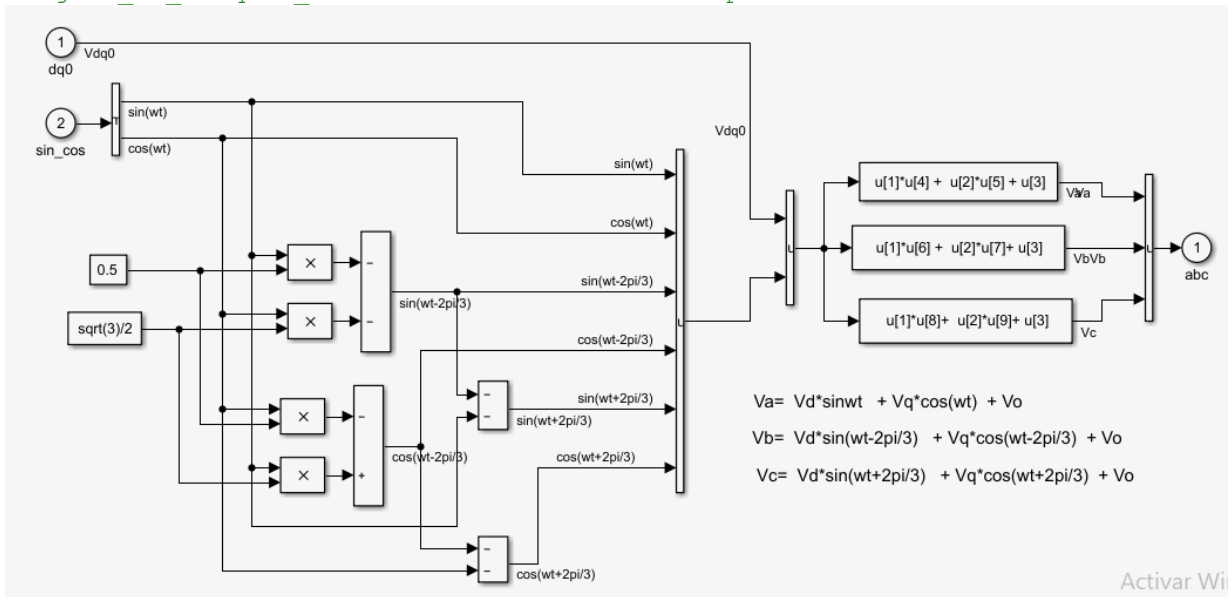 1
Vdq0
dq0
sin(wt)
2
cos(wt)
sin_cos
Vdq0
sin(wt)
cos(wt)
0.5
×
−
sin(wt-2pi/3)
sin(wt-2pi/3)
×
−
sqrt(3)/2
cos(wt-2pi/3)
×
−
cos(wt-2pi/3)
×
+
−
−
sin(wt+2pi/3)
sin(wt+2pi/3)
cos(wt+2pi/3)
−
−
cos(wt+2pi/3)
u[1]*u[4] + u[2]*u[5] + u[3]
Va
u[1]*u[6] + u[2]*u[7]+ u[3]
VbVb
1
abc
u[1]*u[8]+ u[2]*u[9]+ u[3]
Vc
Va= Vd*sinwt + Vq*cos(wt) + Vo
Vb= Vd*sin(wt-2pi/3) + Vq*cos(wt-2pi/3) + Vo
Vc= Vd*sin(wt+2pi/3) + Vq*cos(wt+2pi/3) + Vo
Activar Wi